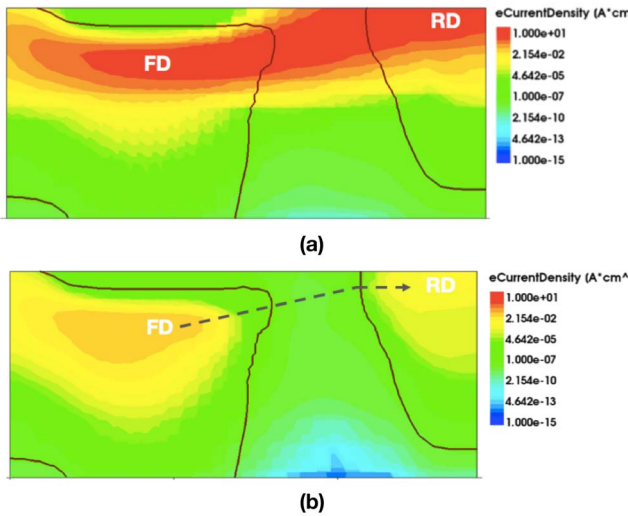 eCurrentDensity (A*cm
RD
FD
1.000e+01
2.154e-02
4.642e-05
1.000e-07
2.154e-10
4.642e-13
1.000e-15
(a)
eCurrentDensity (A*cm^
RD
FD
1.000e+01
2.154e-02
4.642e-05
1.000e-07
2.154e-10
4.642e-13
1.000e-15
(b)